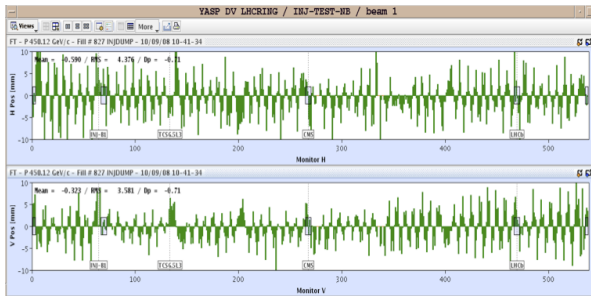 YASP DV LHCRING / INJ-TEST-NB / beam 1
Views More
FT - P 450.12 GeV/c - Fill # 827 INJDUMP - 10/09/08 10-41-34
Mean = -0.590 / RMS = 4.376 / Dp = -0.71
H Pos [mm]
10
5
0
-5
-10
INJ-B1 TCSG.5L3 CMS LHCb
0 100 200 300 400 500
Monitor H
FT - P 450.12 GeV/c - Fill # 827 INJDUMP - 10/09/08 10-41-34
Mean = -0.323 / RMS = 3.581 / Dp = -0.71
V Pos [mm]
10
5
0
-5
-10
INJ-B1 TCSG.5L3 CMS LHCb
0 100 200 300 400 500
Monitor V